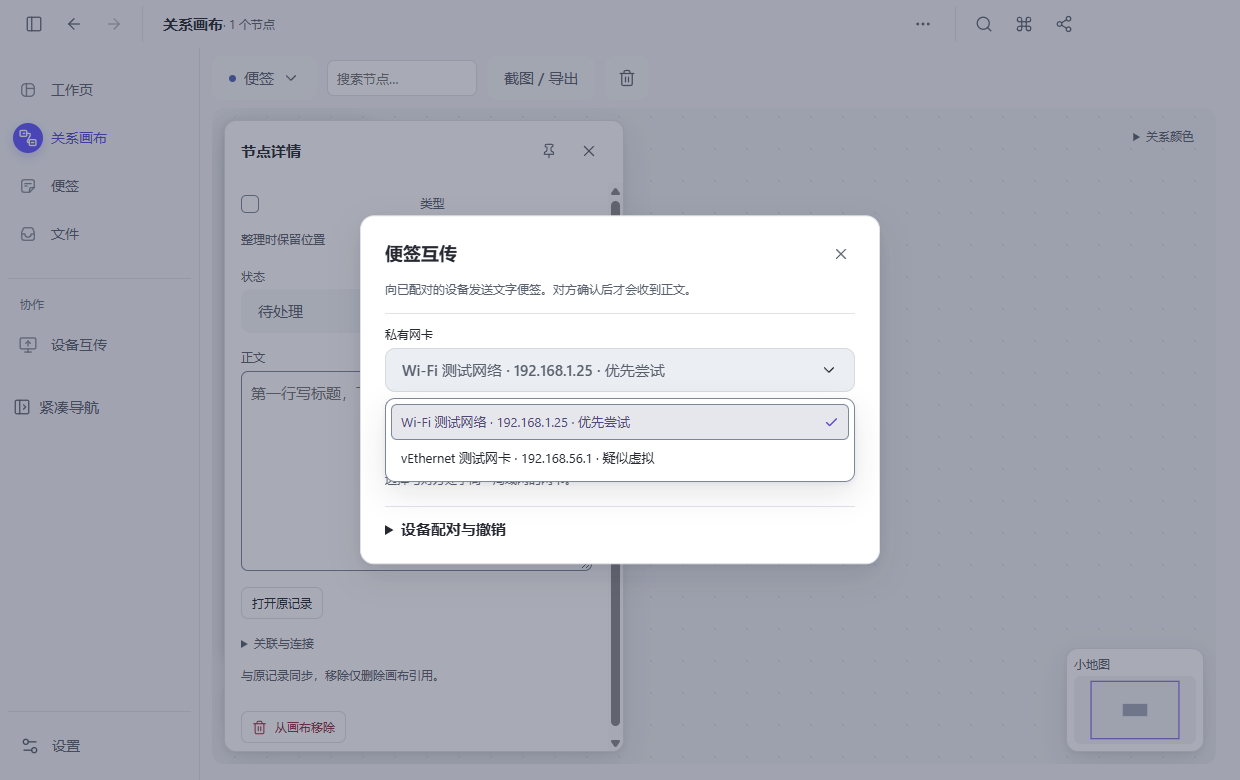 关系画布 · 1 个节点
工作页
关系画布
便签
文件
协作
设备互传
紧凑导航
设置
便签
搜索节点...
截图 / 导出
关系颜色
节点详情
类型
整理时保留位置
状态
待处理
正文
第一行写标题，
打开原记录
关联与连接
与原记录同步，移除仅删除画布引用。
从画布移除
便签互传
向已配对的设备发送文字便签。对方确认后才会收到正文。
私有网卡
Wi-Fi 测试网络 · 192.168.1.25 · 优先尝试
Wi-Fi 测试网络 · 192.168.1.25 · 优先尝试
vEthernet 测试网卡 · 192.168.56.1 · 疑似虚拟
设备配对与撤销
小地图